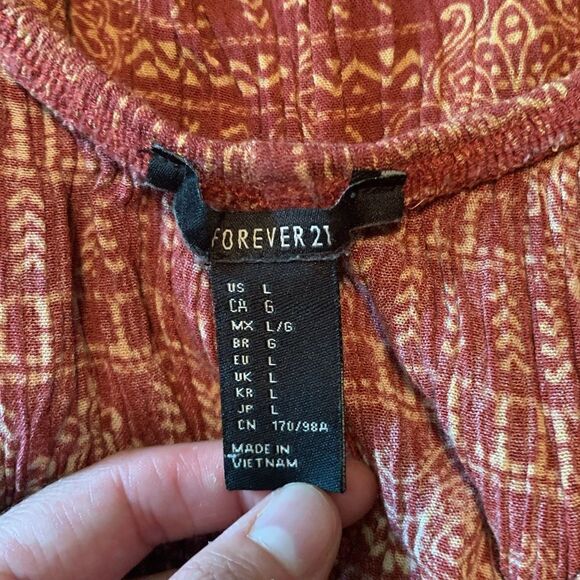 FOREVER 21
US L
CA G
MX L/G
BR G
EU L
UK L
KR L
JP L
CN 170/98A
MADE IN
VIETNAM